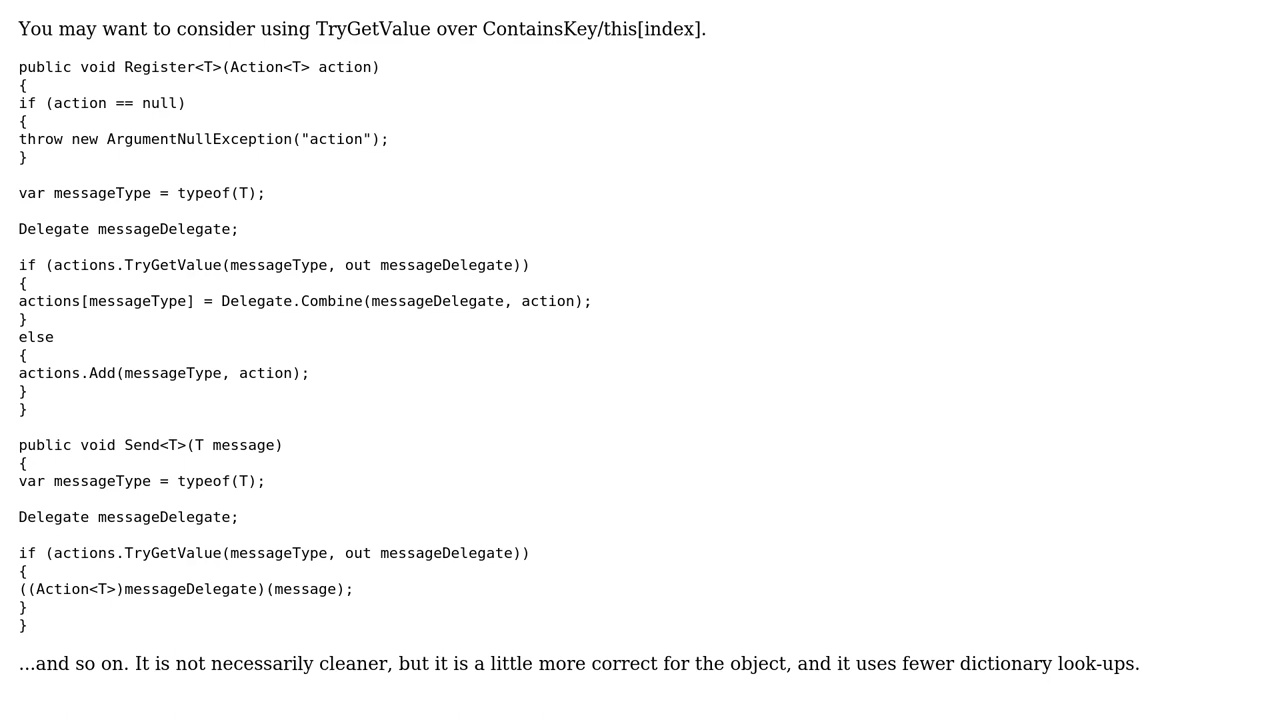 You may want to consider using TryGetValue over ContainsKey/this[index].
public void Register<T>(Action<T> action)
{
if (action == null)
{
throw new ArgumentNullException("action");
}
var messageType = typeof(T);
Delegate messageDelegate;
if (actions.TryGetValue(messageType, out messageDelegate))
{
actions[messageType] = Delegate.Combine(messageDelegate, action);
}
else
{
actions.Add(messageType, action);
}
}
public void Send<T>(T message)
{
var messageType = typeof(T);
Delegate messageDelegate;
if (actions.TryGetValue(messageType, out messageDelegate))
{
((Action<T>)messageDelegate)(message);
}
}
...and so on. It is not necessarily cleaner, but it is a little more correct for the object, and it uses fewer dictionary look-ups.